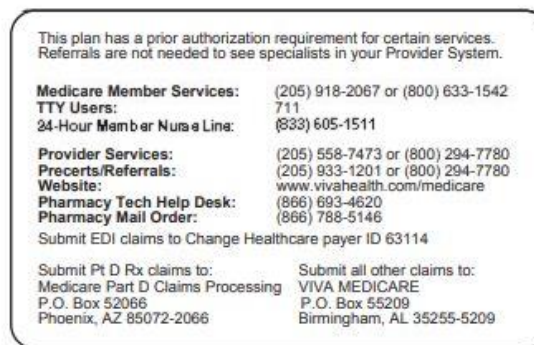 This plan has a prior authorization requirement for certain services.
Referrals are not needed to see specialists in your Provider System.
Medicare Member Services: (205) 918-2067 or (800) 633-1542
TTY Users: 711
24-Hour Member Nurse Line: (833) 605-1511
Provider Services: (205) 558-7473 or (800) 294-7780
Precerts/Referrals: (205) 933-1201 or (800) 294-7780
Website: www.vivahealth.com/medicare
Pharmacy Tech Help Desk: (866) 693-4620
Pharmacy Mail Order: (866) 788-5146
Submit EDI claims to Change Healthcare payer ID 63114
Submit Pt D Rx claims to:
Medicare Part D Claims Processing
P.O. Box 52066
Phoenix, AZ 85072-2066
Submit all other claims to:
VIVA MEDICARE
P.O. Box 55209
Birmingham, AL 35255-5209